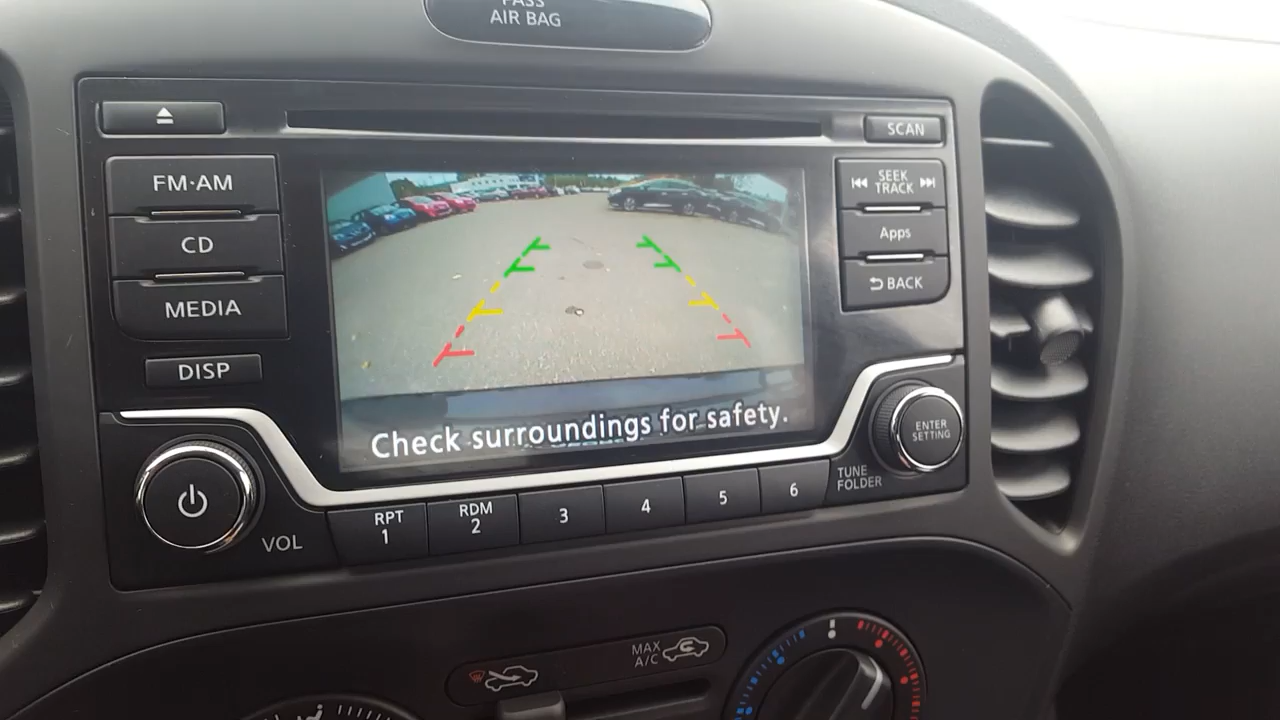 PASS
AIR BAG
SCAN
FM·AM
SEEK
TRACK
CD
Apps
MEDIA
BACK
DISP
Check surroundings for safety.
ENTER
SETTING
TUNE
FOLDER
VOL
RPT
1
RDM
2
3
4
5
6
MAX
A/C